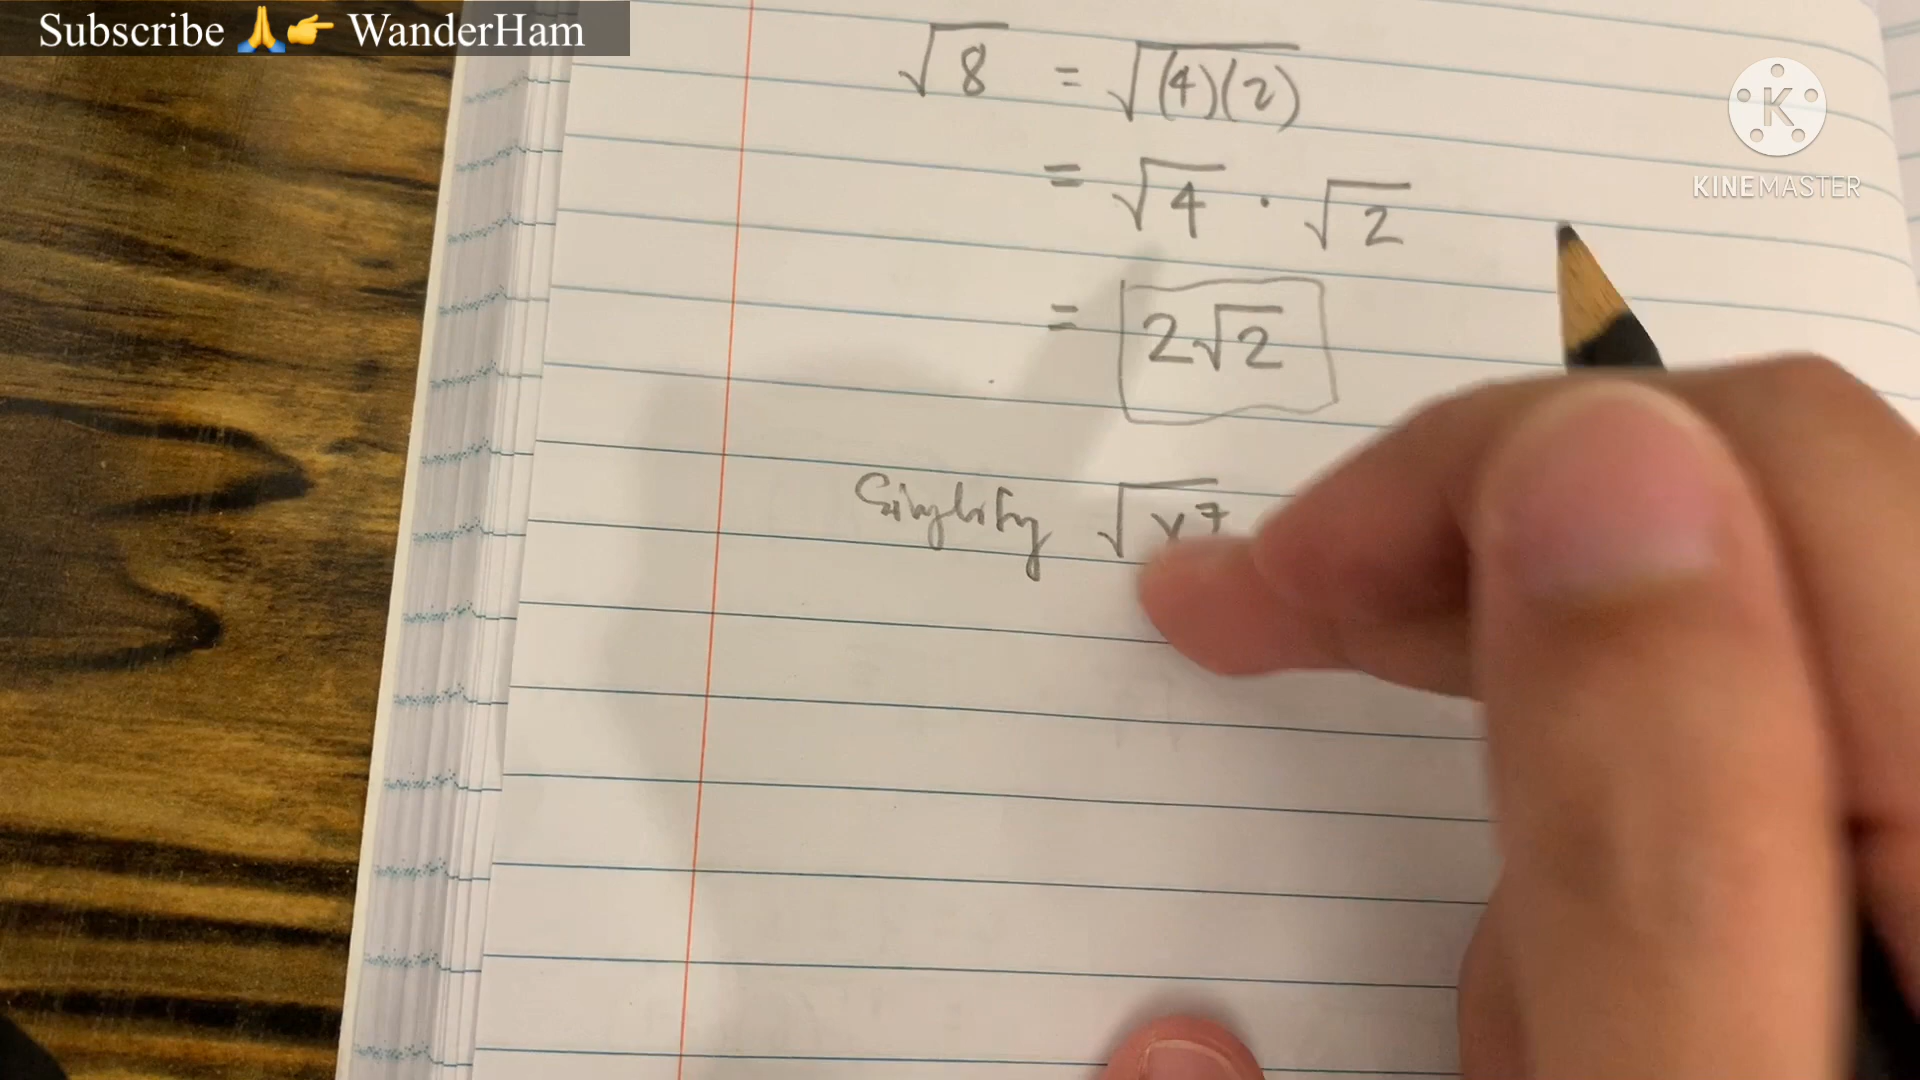 Subscribe 🙏👉 WanderHam
KINEMASTER
√8 = √(4)(2)
= √4 · √2
= 2√2
Simplify √x⁷